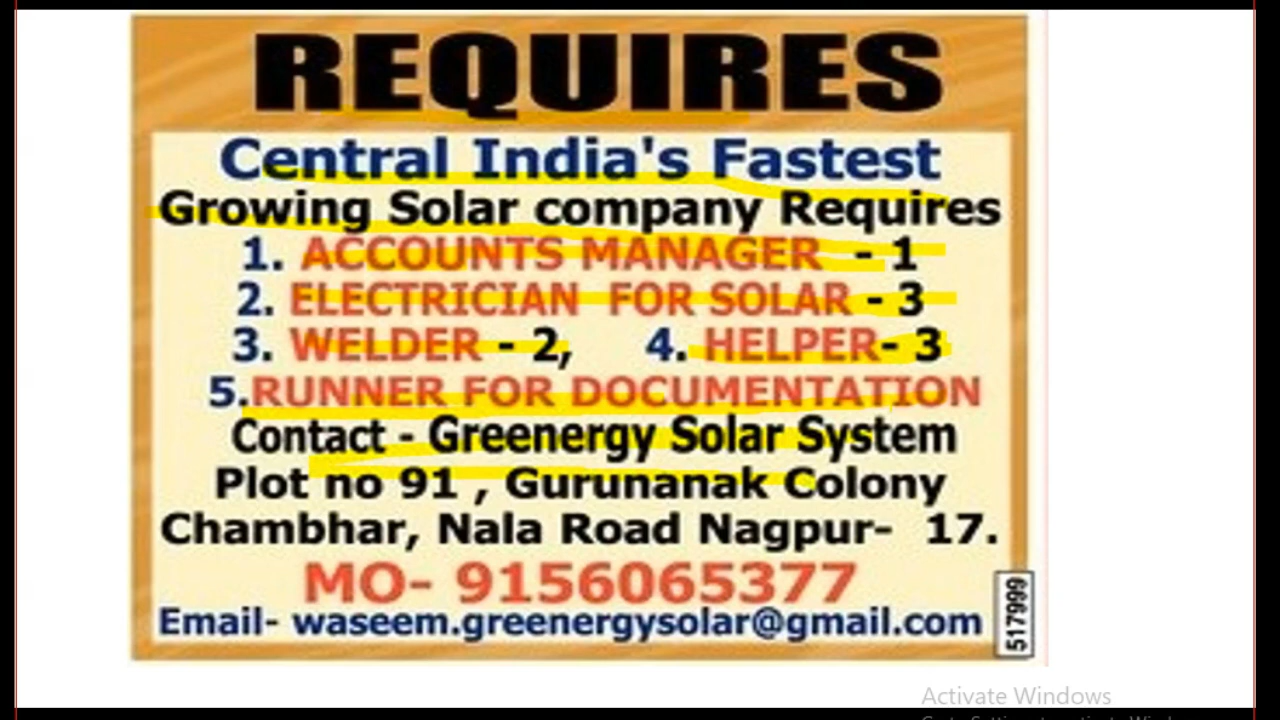 REQUIRES
Central India's Fastest
Growing Solar company Requires
1. ACCOUNTS MANAGER - 1
2. ELECTRICIAN FOR SOLAR - 3
3. WELDER - 2, 4. HELPER- 3
5.RUNNER FOR DOCUMENTATION
Contact - Greenergy Solar System
Plot no 91 , Gurunanak Colony
Chambhar, Nala Road Nagpur- 17.
MO- 9156065377
Email- waseem.greenergysolar@gmail.com
517999
Activate Windows